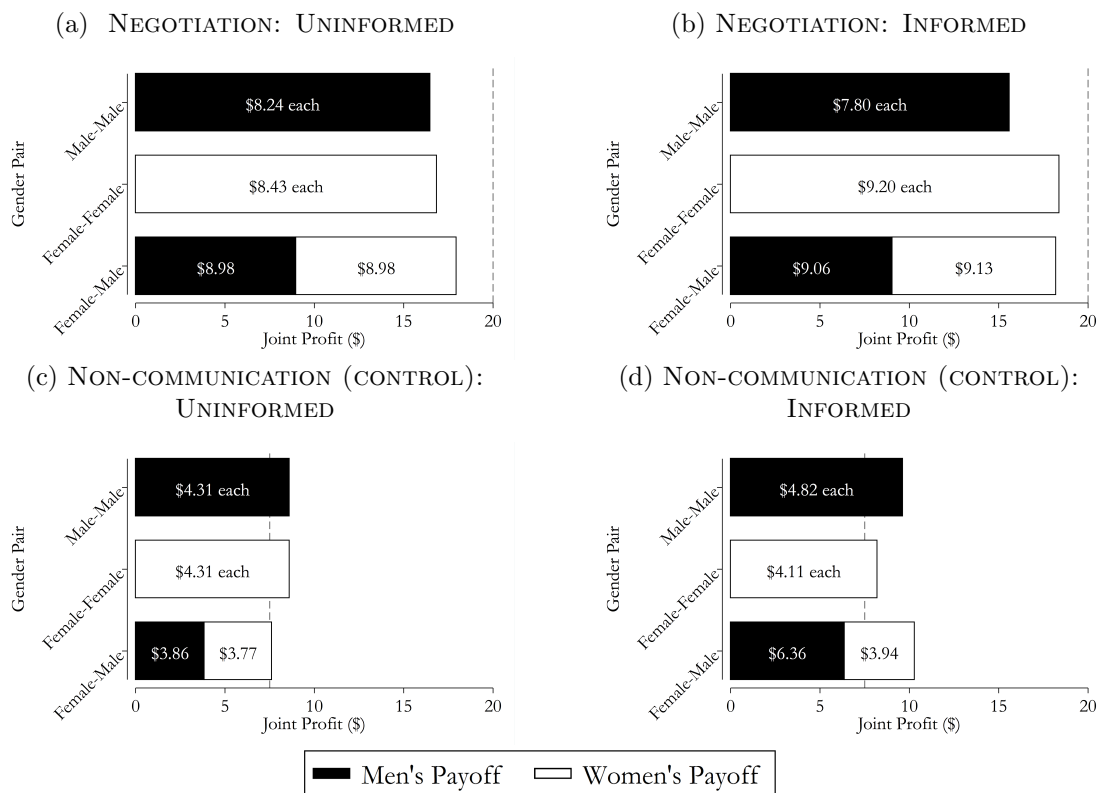 (a) NEGOTIATION: UNINFORMED
Gender Pair
Male-Male
$8.24 each
Female-Female
$8.43 each
Female-Male
$8.98 $8.98
0 5 10 15 20
Joint Profit ($)
(b) NEGOTIATION: INFORMED
Gender Pair
Male-Male
$7.80 each
Female-Female
$9.20 each
Female-Male
$9.06 $9.13
0 5 10 15 20
Joint Profit ($)
(c) NON-COMMUNICATION (CONTROL):
UNINFORMED
Gender Pair
Male-Male
$4.31 each
Female-Female
$4.31 each
Female-Male
$3.86 $3.77
0 5 10 15 20
Joint Profit ($)
(d) NON-COMMUNICATION (CONTROL):
INFORMED
Gender Pair
Male-Male
$4.82 each
Female-Female
$4.11 each
Female-Male
$6.36 $3.94
0 5 10 15 20
Joint Profit ($)
Men's Payoff Women's Payoff